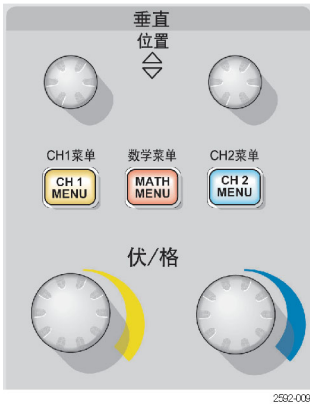 垂直
位置
CH1菜单 数学菜单 CH2菜单
CH 1 MATH CH 2
MENU MENU MENU
伏/格
2592-009